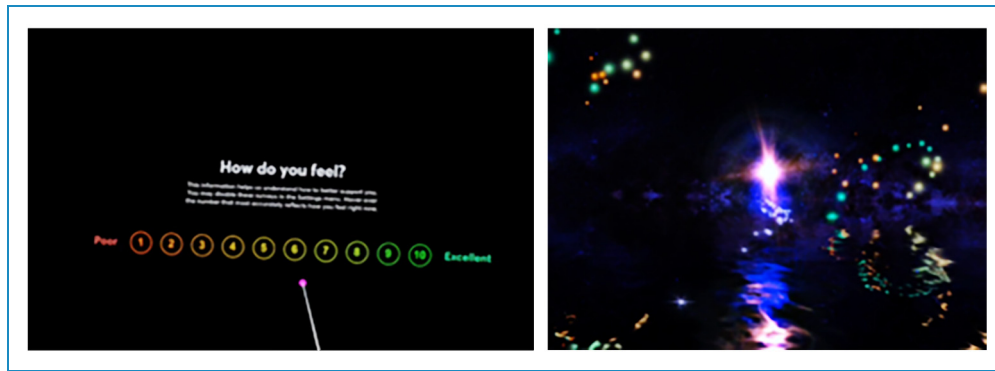 How do you feel?
This information helps us understand how to better support you.
You may disable these surveys in the Settings menu. Hover over
the number that most accurately reflects how you feel right now.
Poor 1 2 3 4 5 6 7 8 9 10 Excellent